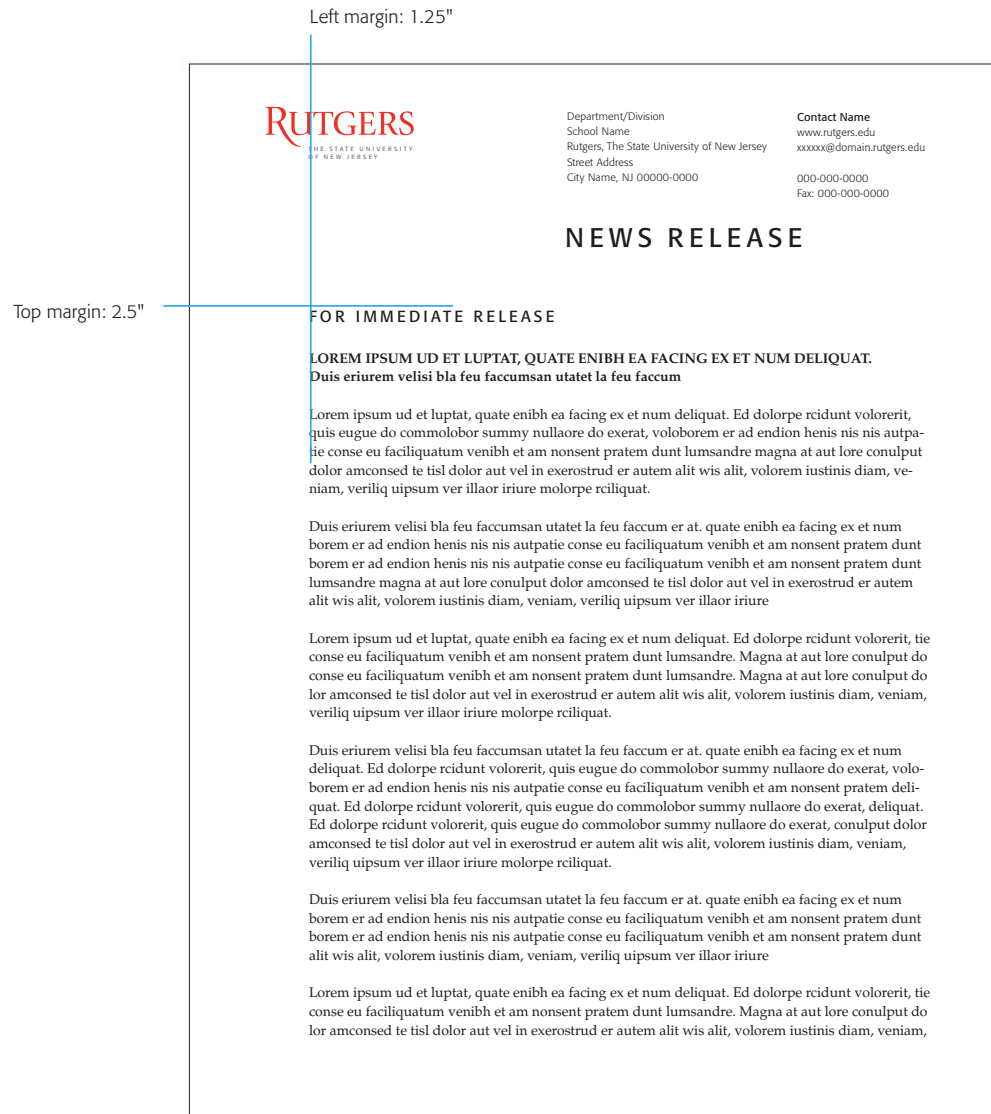 Left margin: 1.25"
RUTGERS
THE STATE UNIVERSITY
OF NEW JERSEY
Department/Division
School Name
Rutgers, The State University of New Jersey
Street Address
City Name, NJ 00000-0000
Contact Name
www.rutgers.edu
xxxxxx@domain.rutgers.edu
000-000-0000
Fax: 000-000-0000
NEWS RELEASE
Top margin: 2.5"
FOR IMMEDIATE RELEASE
LOREM IPSUM UD ET LUPTAT, QUATE ENIBH EA FACING EX ET NUM DELIQUAT.
Duis eriurem velisi bla feu faccumsan utatet la feu faccum
Lorem ipsum ud et luptat, quate enibh ea facing ex et num deliquat. Ed dolorpe rcidunt volorerit,
quis eugue do commolobor summy nullaore do exerat, voloborem er ad endion henis nis nis autpa-
tie conse eu faciliquatum venibh et am nonsent pratem dunt lumsandre magna at aut lore conulput
dolor amconsed te tisl dolor aut vel in exerostrud er autem alit wis alit, volorem iustinis diam, ve-
niam, veriliq uipsum ver illaor iriure molorpe rciliquat.
Duis eriurem velisi bla feu faccumsan utatet la feu faccum er at. quate enibh ea facing ex et num
borem er ad endion henis nis nis autpatie conse eu faciliquatum venibh et am nonsent pratem dunt
borem er ad endion henis nis nis autpatie conse eu faciliquatum venibh et am nonsent pratem dunt
lumsandre magna at aut lore conulput dolor amconsed te tisl dolor aut vel in exerostrud er autem
alit wis alit, volorem iustinis diam, veniam, veriliq uipsum ver illaor iriure
Lorem ipsum ud et luptat, quate enibh ea facing ex et num deliquat. Ed dolorpe rcidunt volorerit, tie
conse eu faciliquatum venibh et am nonsent pratem dunt lumsandre. Magna at aut lore conulput do
conse eu faciliquatum venibh et am nonsent pratem dunt lumsandre. Magna at aut lore conulput do
lor amconsed te tisl dolor aut vel in exerostrud er autem alit wis alit, volorem iustinis diam, veniam,
veriliq uipsum ver illaor iriure molorpe rciliquat.
Duis eriurem velisi bla feu faccumsan utatet la feu faccum er at. quate enibh ea facing ex et num
deliquat. Ed dolorpe rcidunt volorerit, quis eugue do commolobor summy nullaore do exerat, volo-
borem er ad endion henis nis nis autpatie conse eu faciliquatum venibh et am nonsent pratem deli-
quat. Ed dolorpe rcidunt volorerit, quis eugue do commolobor summy nullaore do exerat, deliquat.
Ed dolorpe rcidunt volorerit, quis eugue do commolobor summy nullaore do exerat, conulput dolor
amconsed te tisl dolor aut vel in exerostrud er autem alit wis alit, volorem iustinis diam, veniam,
veriliq uipsum ver illaor iriure molorpe rciliquat.
Duis eriurem velisi bla feu faccumsan utatet la feu faccum er at. quate enibh ea facing ex et num
borem er ad endion henis nis nis autpatie conse eu faciliquatum venibh et am nonsent pratem dunt
borem er ad endion henis nis nis autpatie conse eu faciliquatum venibh et am nonsent pratem dunt
alit wis alit, volorem iustinis diam, veniam, veriliq uipsum ver illaor iriure
Lorem ipsum ud et luptat, quate enibh ea facing ex et num deliquat. Ed dolorpe rcidunt volorerit, tie
conse eu faciliquatum venibh et am nonsent pratem dunt lumsandre. Magna at aut lore conulput do
lor amconsed te tisl dolor aut vel in exerostrud er autem alit wis alit, volorem iustinis diam, veniam,